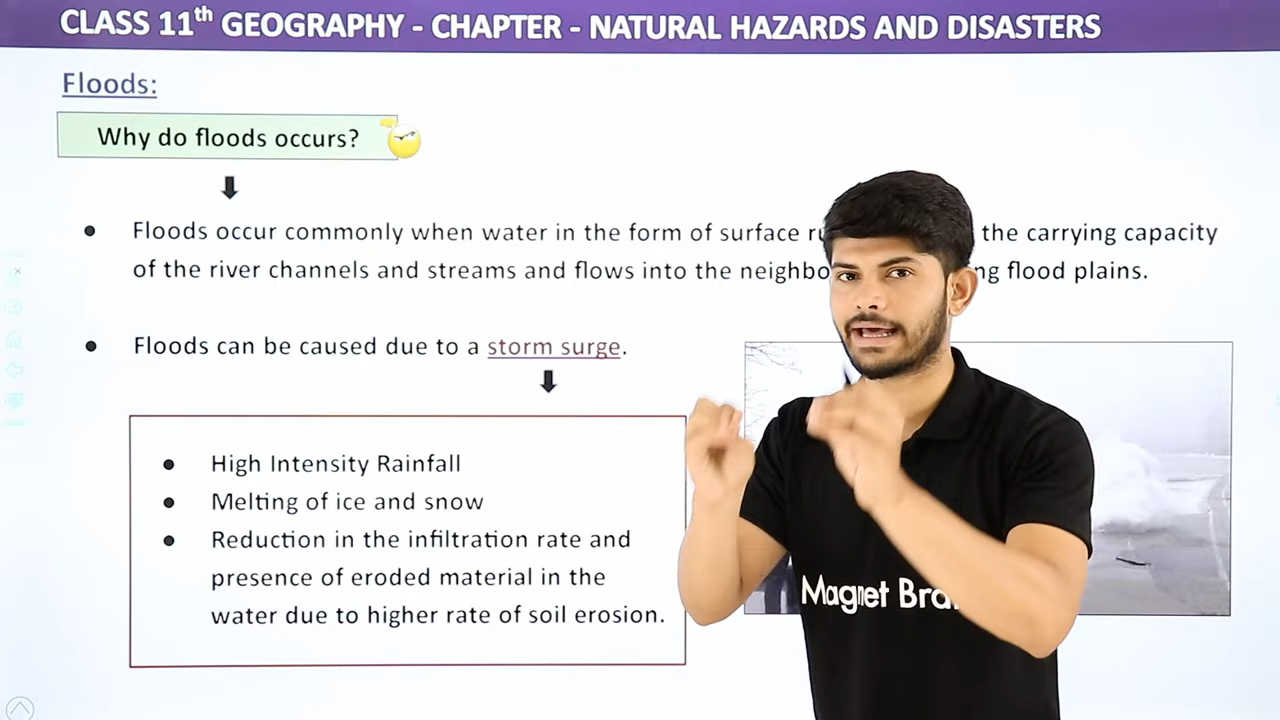 CLASS 11th GEOGRAPHY - CHAPTER - NATURAL HAZARDS AND DISASTERS
Floods:
Why do floods occurs?
Floods occur commonly when water in the form of surface the carrying capacity
of the river channels and streams and flows into the flood plains.
Floods can be caused due to a storm surge.
High Intensity Rainfall
Melting of ice and snow
Reduction in the infiltration rate and
presence of eroded material in the
water due to higher rate of soil erosion.
Magnet